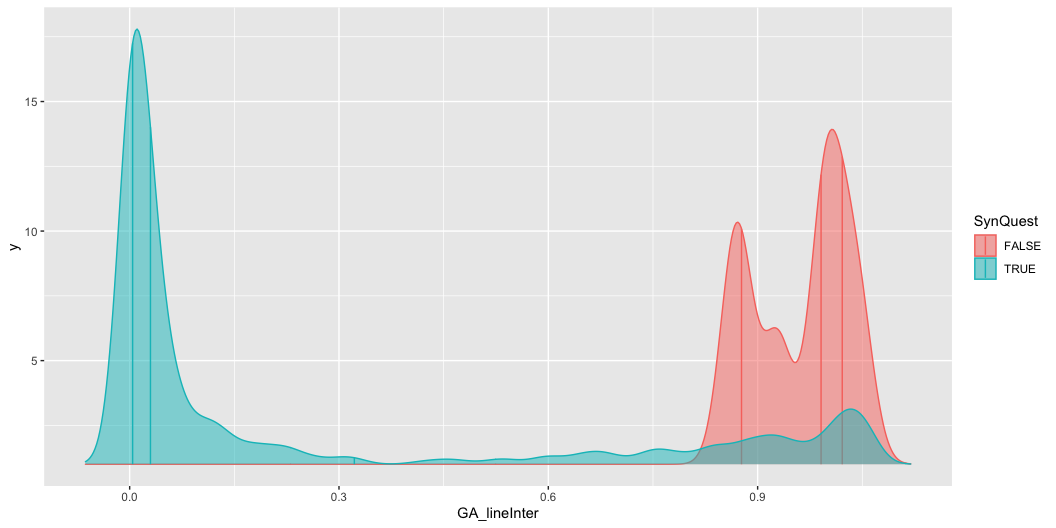 15
10
5
y
0.0 0.3 0.6 0.9
GA_lineInter
SynQuest
FALSE
TRUE